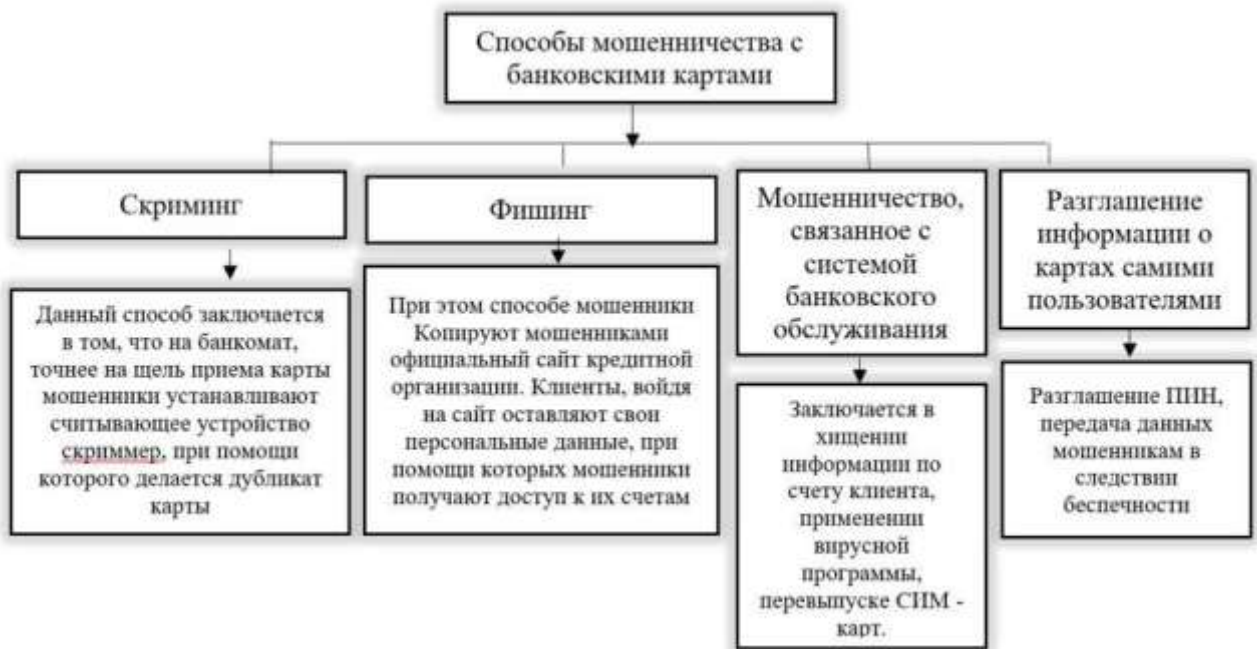 Способы мошенничества с
банковскими картами
Скриминг
Данный способ заключается
в том, что на банкомат,
точнее на щель приема карты
мошенники устанавливают
считывающее устройство
скриммер, при помощи
которого делается дубликат
карты
Фишинг
При этом способе мошенники
Копируют мошенниками
официальный сайт кредитной
организации. Клиенты, войдя
на сайт оставляют свои
персональные данные, при
помощи которых мошенники
получают доступ к их счетам
Мошенничество,
связанное с
системой
банковского
обслуживания
Заключается в
хищении
информации по
счету клиента,
применении
вирусной
программы,
перевыпуске СИМ -
карт.
Разглашение
информации о
картах самими
пользователями
Разглашение ПИН,
передача данных
мошенникам в
следствии
беспечности